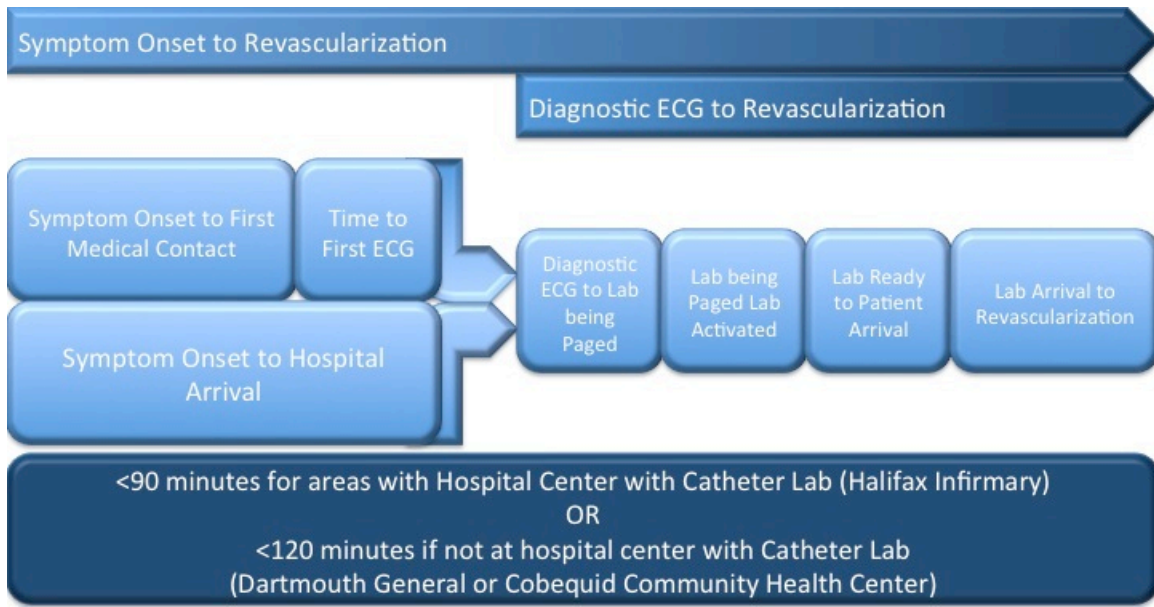 Symptom Onset to Revascularization
Diagnostic ECG to Revascularization
Symptom Onset to First
Medical Contact
Time to
First ECG
Symptom Onset to Hospital
Arrival
Diagnostic
ECG to Lab
being
Paged
Lab being
Paged Lab
Activated
Lab Ready
to Patient
Arrival
Lab Arrival to
Revascularization
<90 minutes for areas with Hospital Center with Catheter Lab (Halifax Infirmary)
OR
<120 minutes if not at hospital center with Catheter Lab
(Dartmouth General or Cobequid Community Health Center)